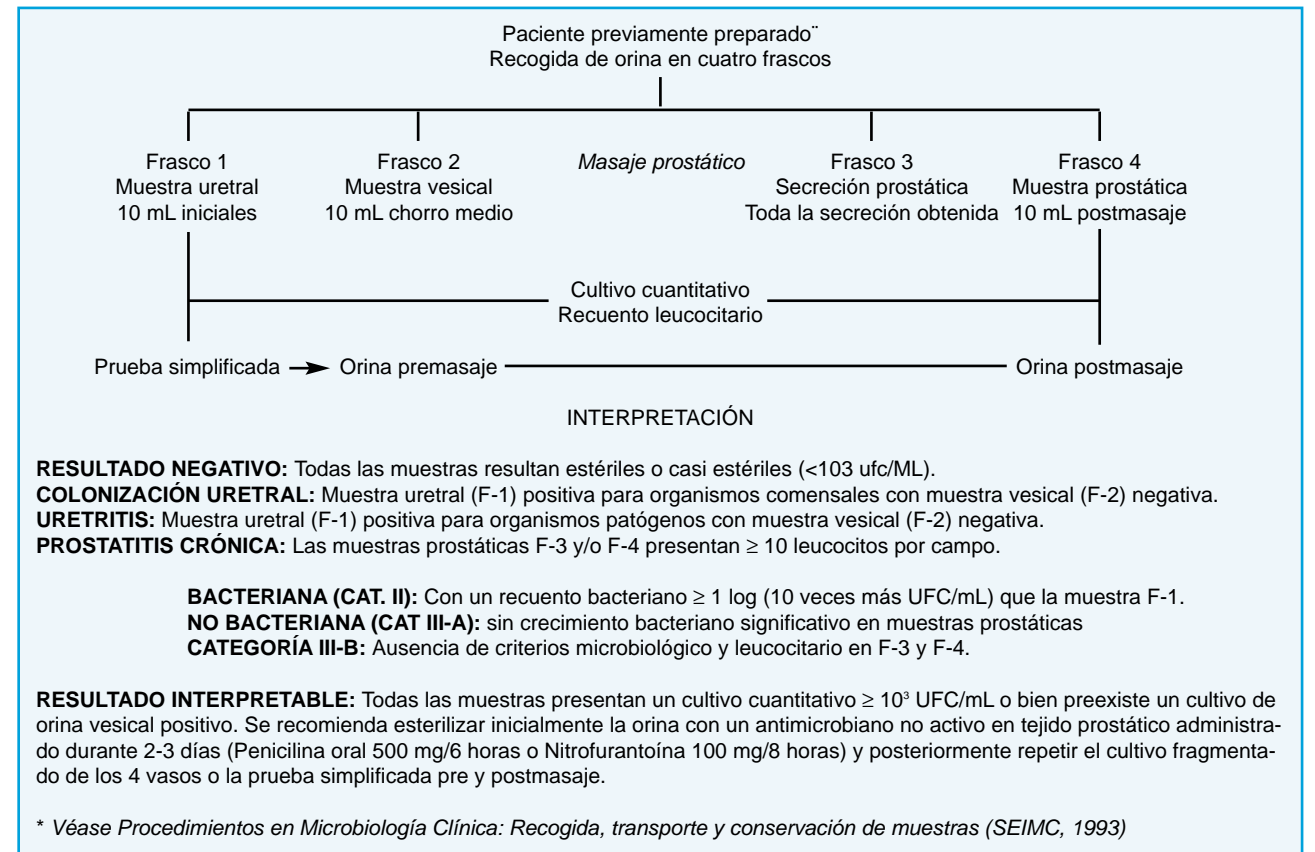 Paciente previamente preparado¨
Recogida de orina en cuatro frascos
Frasco 1
Muestra uretral
10 mL iniciales
Frasco 2
Muestra vesical
10 mL chorro medio
Masaje prostático
Frasco 3
Secreción prostática
Toda la secreción obtenida
Frasco 4
Muestra prostática
10 mL postmasaje
Cultivo cuantitativo
Recuento leucocitario
Prueba simplificada
Orina premasaje
Orina postmasaje
INTERPRETACIÓN
RESULTADO NEGATIVO: Todas las muestras resultan estériles o casi estériles (<103 ufc/ML).
COLONIZACIÓN URETRAL: Muestra uretral (F-1) positiva para organismos comensales con muestra vesical (F-2) negativa.
URETRITIS: Muestra uretral (F-1) positiva para organismos patógenos con muestra vesical (F-2) negativa.
PROSTATITIS CRÓNICA: Las muestras prostáticas F-3 y/o F-4 presentan ≥ 10 leucocitos por campo.
BACTERIANA (CAT. II): Con un recuento bacteriano ≥ 1 log (10 veces más UFC/mL) que la muestra F-1.
NO BACTERIANA (CAT III-A): sin crecimiento bacteriano significativo en muestras prostáticas
CATEGORÍA III-B: Ausencia de criterios microbiológico y leucocitario en F-3 y F-4.
RESULTADO INTERPRETABLE: Todas las muestras presentan un cultivo cuantitativo ≥ 10³ UFC/mL o bien preexiste un cultivo de
orina vesical positivo. Se recomienda esterilizar inicialmente la orina con un antimicrobiano no activo en tejido prostático administra-
do durante 2-3 días (Penicilina oral 500 mg/6 horas o Nitrofurantoína 100 mg/8 horas) y posteriormente repetir el cultivo fragmenta-
do de los 4 vasos o la prueba simplificada pre y postmasaje.
* Véase Procedimientos en Microbiología Clínica: Recogida, transporte y conservación de muestras (SEIMC, 1993)